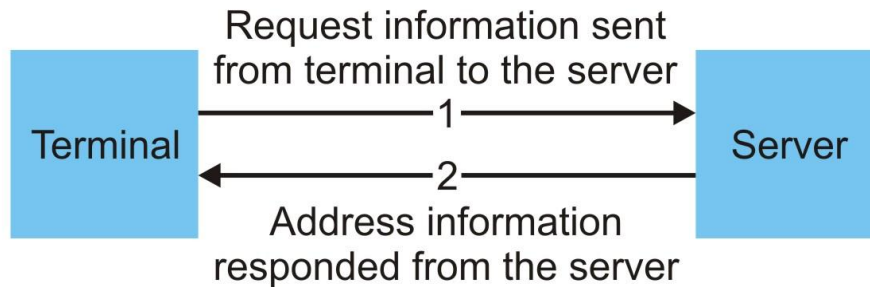 Request information sent
from terminal to the server
Terminal
1
Server
2
Address information
responded from the server